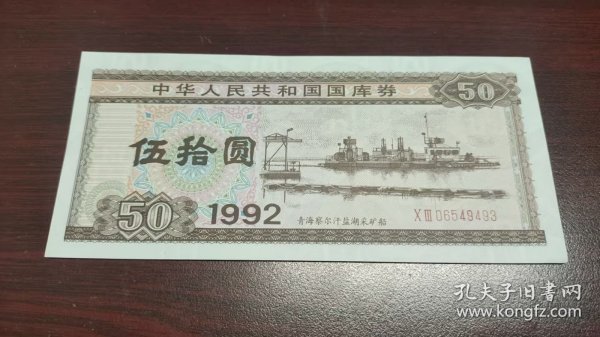 中华人民共和国国库券
50
伍拾圆
50
1992
青海察尔汗盐湖采矿船
XIII 06549493
孔夫子旧书网
www.kongfz.com